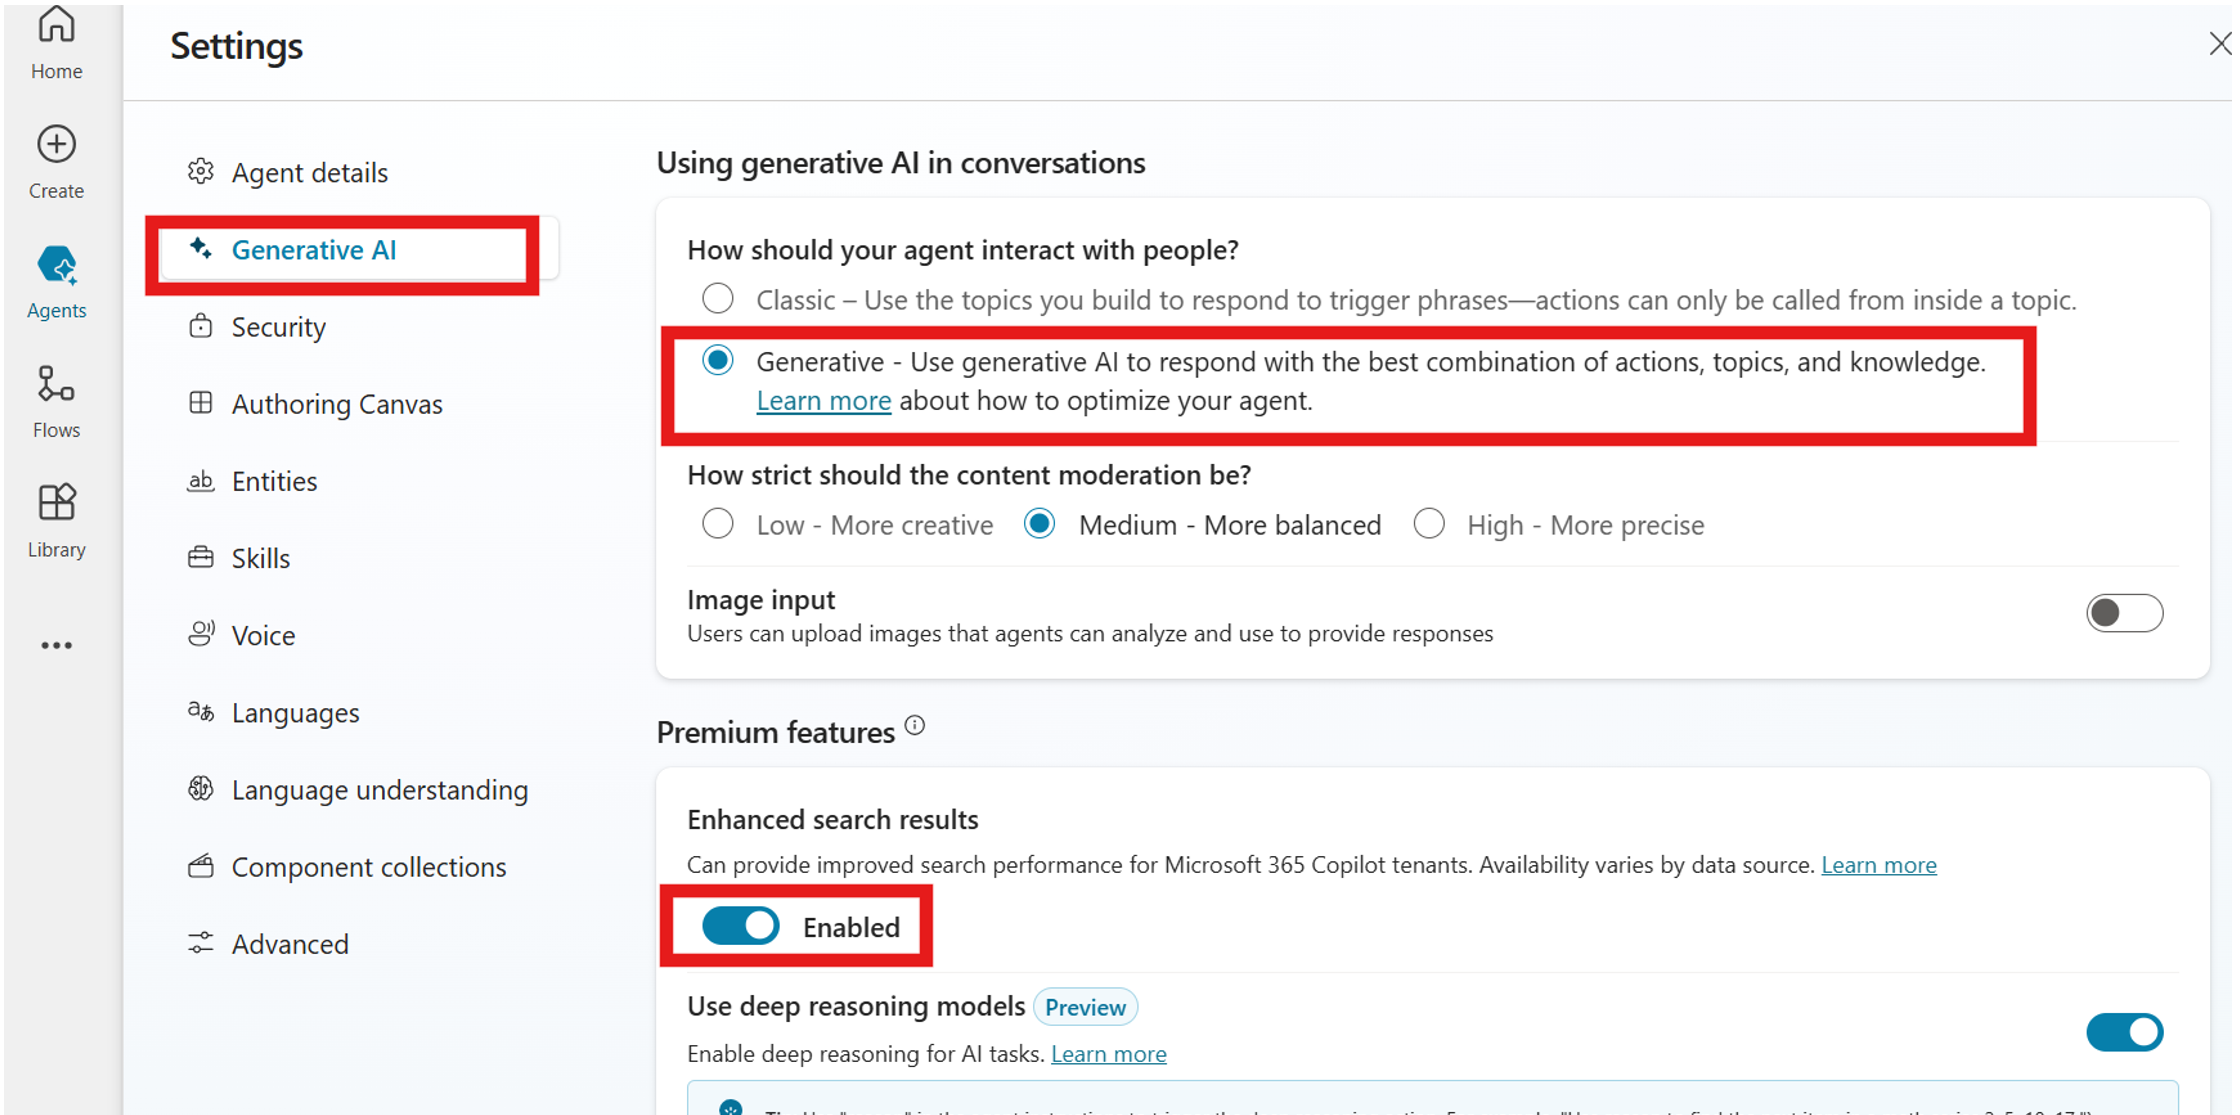 Settings
Home
Create
Agents
Flows
Library
Agent details
Generative AI
Security
Authoring Canvas
Entities
Skills
Voice
Languages
Language understanding
Component collections
Advanced
Using generative AI in conversations
How should your agent interact with people?
Classic – Use the topics you build to respond to trigger phrases—actions can only be called from inside a topic.
Generative - Use generative AI to respond with the best combination of actions, topics, and knowledge.
Learn more about how to optimize your agent.
How strict should the content moderation be?
Low - More creative
Medium - More balanced
High - More precise
Image input
Users can upload images that agents can analyze and use to provide responses
Premium features
Enhanced search results
Can provide improved search performance for Microsoft 365 Copilot tenants. Availability varies by data source. Learn more
Enabled
Use deep reasoning models Preview
Enable deep reasoning for AI tasks. Learn more